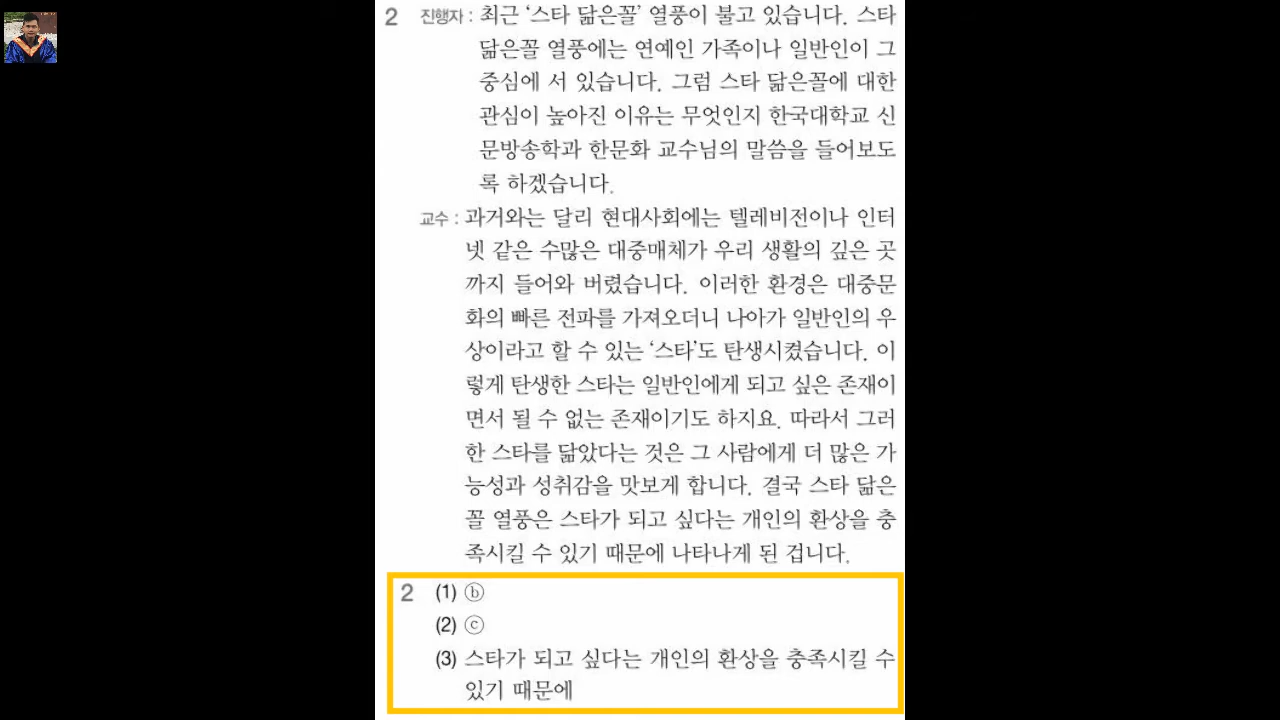 2 진행자 : 최근 ‘스타 닮은꼴’ 열풍이 불고 있습니다. 스타
닮은꼴 열풍에는 연예인 가족이나 일반인이 그
중심에 서 있습니다. 그럼 스타 닮은꼴에 대한
관심이 높아진 이유는 무엇인지 한국대학교 신
문방송학과 한문화 교수님의 말씀을 들어보도
록 하겠습니다.
교수 : 과거와는 달리 현대사회에는 텔레비전이나 인터
넷 같은 수많은 대중매체가 우리 생활의 깊은 곳
까지 들어와 버렸습니다. 이러한 환경은 대중문
화의 빠른 전파를 가져오더니 나아가 일반인의 우
상이라고 할 수 있는 ‘스타’도 탄생시켰습니다. 이
렇게 탄생한 스타는 일반인에게 되고 싶은 존재이
면서 될 수 없는 존재이기도 하지요. 따라서 그러
한 스타를 닮았다는 것은 그 사람에게 더 많은 가
능성과 성취감을 맛보게 합니다. 결국 스타 닮은
꼴 열풍은 스타가 되고 싶다는 개인의 환상을 충
족시킬 수 있기 때문에 나타나게 된 겁니다.
2 (1) ⓑ
(2) ⓒ
(3) 스타가 되고 싶다는 개인의 환상을 충족시킬 수
있기 때문에